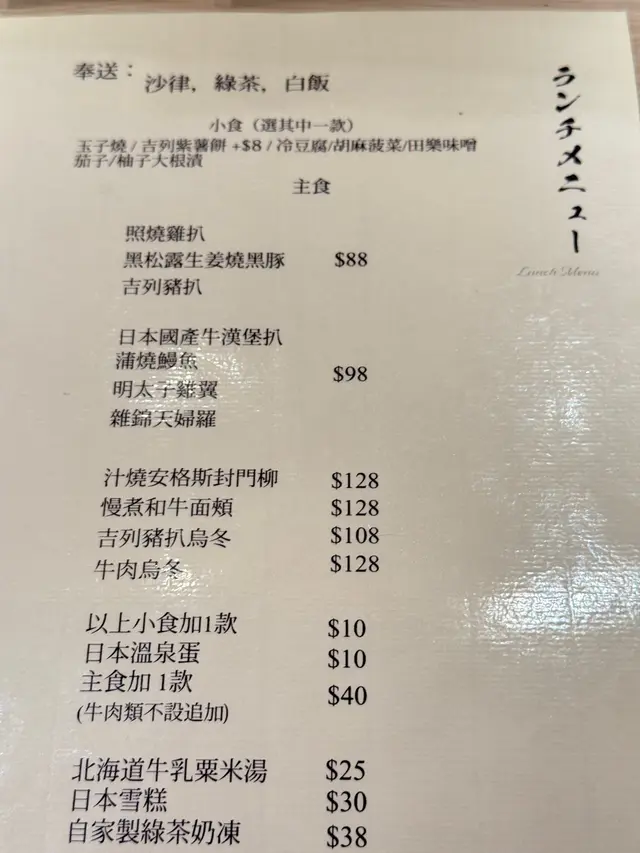 奉送：沙律，綠茶，白飯
小食（選其中一款）
玉子燒 / 吉列紫薯餅 +$8 / 冷豆腐/胡麻菠菜/田樂味噌
茄子/柚子大根漬
主食
照燒雞扒
黑松露生姜燒黑豚 $88
吉列豬扒
日本國產牛漢堡扒
蒲燒鰻魚
$98
明太子雞翼
雜錦天婦羅
汁燒安格斯封門柳 $128
慢煮和牛面頰 $128
吉列豬扒烏冬 $108
牛肉烏冬 $128
以上小食加1款 $10
日本溫泉蛋 $10
主食加 1款 $40
(牛肉類不設追加)
北海道牛乳粟米湯 $25
日本雪糕 $30
自家製綠茶奶凍 $38
ランチメニュー
Lunch Menu